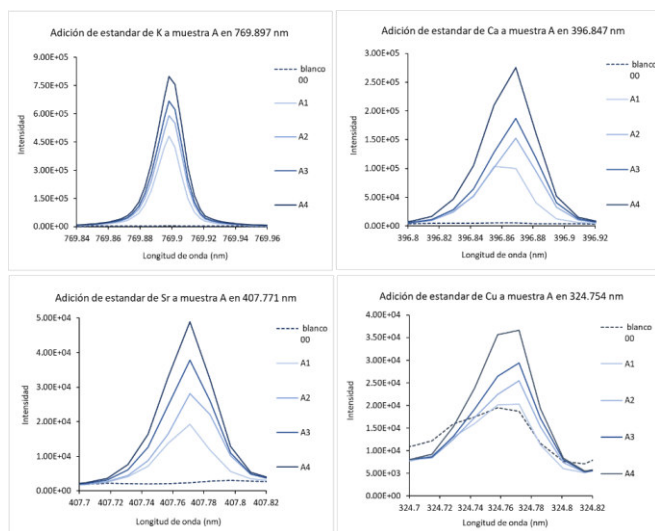 Adición de estandar de K a muestra A en 769.897 nm
9.00E+05
7.50E+05
6.00E+05
4.50E+05
3.00E+05
1.50E+05
0.00E+00
Intensidad
769.84 769.86 769.88 769.9 769.92 769.94 769.96
Longitud de onda (nm)
blanco
00
A1
A2
A3
A4
Adición de estandar de Ca a muestra A en 396.847 nm
3.00E+05
2.50E+05
2.00E+05
1.50E+05
1.00E+05
5.00E+04
0.00E+00
Intensidad
396.8 396.82 396.84 396.86 396.88 396.9 396.92
Longitud de onda (nm)
blanco
00
A1
A2
A3
A4
Adición de estandar de Sr a muestra A en 407.771 nm
5.00E+04
4.00E+04
3.00E+04
2.00E+04
1.00E+04
0.00E+00
Intensidad
407.7 407.72 407.74 407.76 407.78 407.8 407.82
Longitud de onda (nm)
blanco
00
A1
A2
A3
A4
Adición de estandar de Cu a muestra A en 324.754 nm
4.00E+04
3.50E+04
3.00E+04
2.50E+04
2.00E+04
1.50E+04
1.00E+04
5.00E+03
0.00E+00
Intensidad
324.7 324.72 324.74 324.76 324.78 324.8 324.82
Longitud de onda (nm)
blanco
00
A1
A2
A3
A4